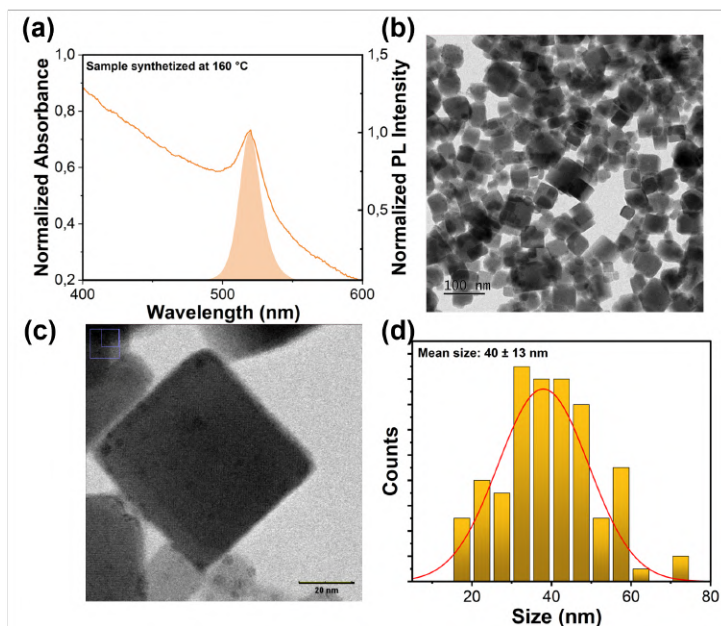 (a)
Sample synthetized at 160 °C
Normalized Absorbance
1,0
0,8
0,6
0,4
0,2
Normalized PL Intensity
1,5
1,0
0,5
400
500
600
Wavelength (nm)
(b)
100 nm
(c)
20 nm
(d)
Mean size: 40 ± 13 nm
Counts
20
40
60
80
Size (nm)